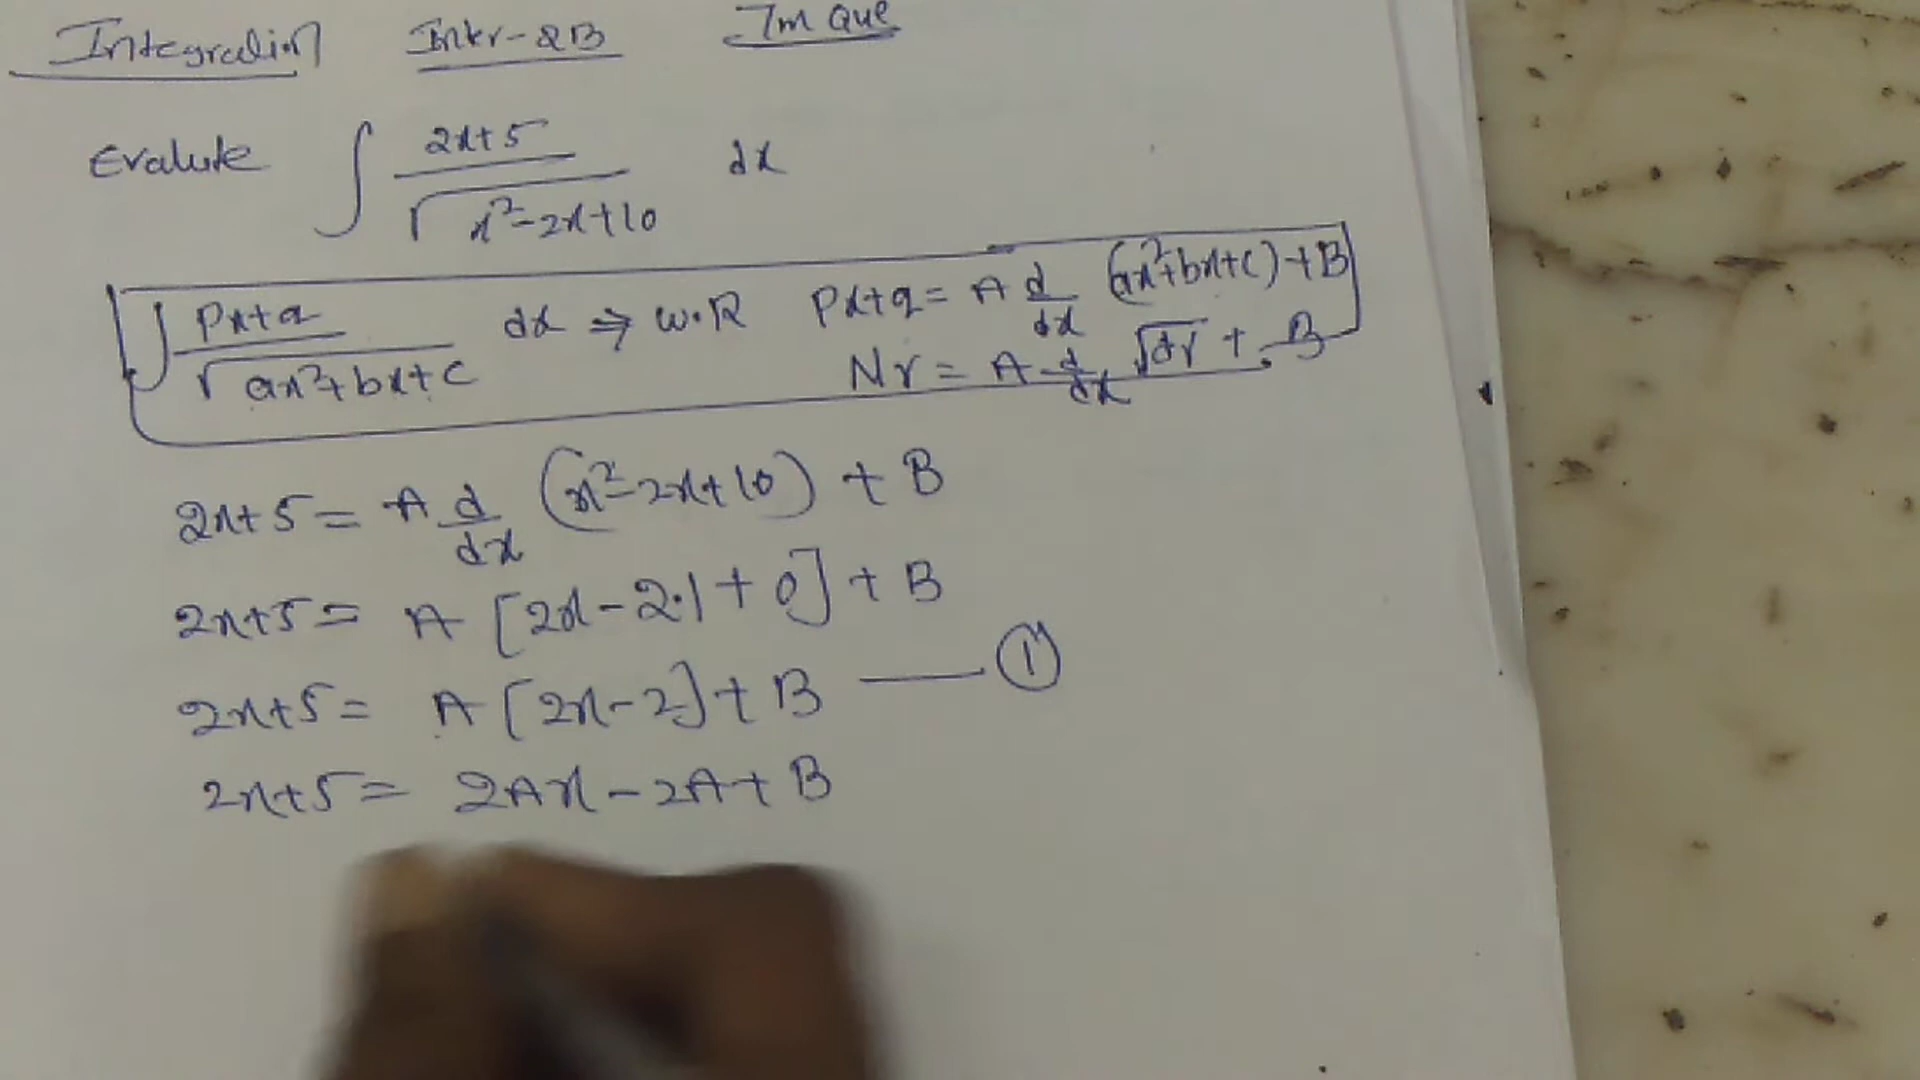 Integration Inter-2B Im Que
Evalute ∫ 2x+5 / √x²-2x+10 dx
∫ Px+q / √ax²+bx+c dx ⇒ W.R Px+q = A d/dx (ax²+bx+c)+B
Nr = A d/dx √dr + B
2x+5 = A d/dx (x²-2x+10) + B
2x+5 = A [2x-2.1+0] + B
2x+5 = A [2x-2] + B —— ①
2x+5 = 2Ax-2A+B